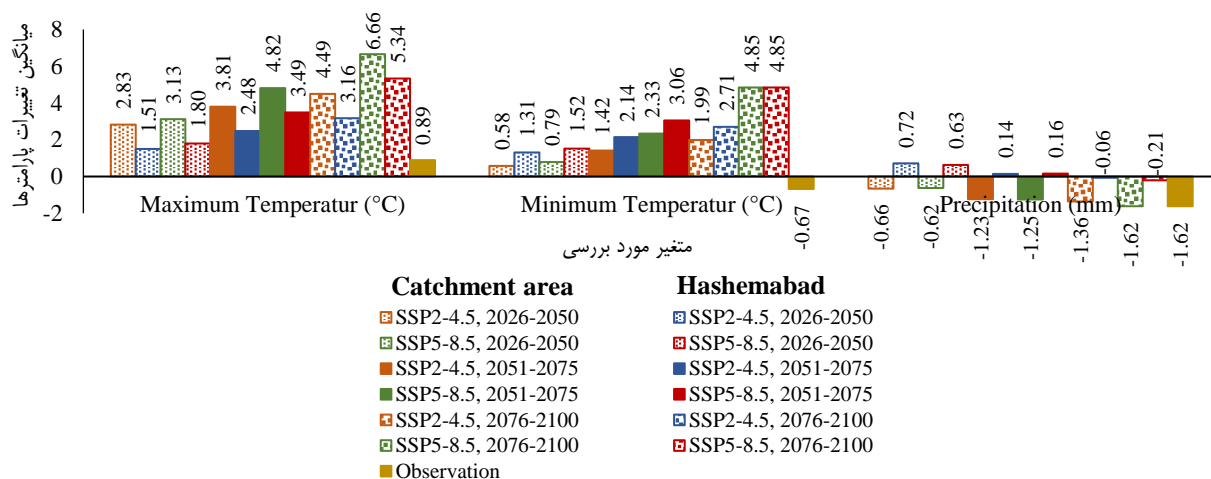 میانگین تغییرات پارامترها
8
6
4
2
0
-2
2.83
1.51
3.13
1.80
3.81
2.48
4.82
3.49
4.49
3.16
6.66
5.34
0.89
0.58
1.31
0.79
1.52
1.42
2.14
2.33
3.06
1.99
2.71
4.85
4.85
-0.67
-0.66
0.72
-0.62
0.63
-1.23
0.14
-1.25
0.16
-1.36
-0.06
-1.62
-0.21
-1.62
Maximum Temperatur (°C)
Minimum Temperatur (°C)
Precipitation (mm)
متغیر مورد بررسی
Catchment area
SSP2-4.5, 2026-2050
SSP5-8.5, 2026-2050
SSP2-4.5, 2051-2075
SSP5-8.5, 2051-2075
SSP2-4.5, 2076-2100
SSP5-8.5, 2076-2100
Observation
Hashemabad
SSP2-4.5, 2026-2050
SSP5-8.5, 2026-2050
SSP2-4.5, 2051-2075
SSP5-8.5, 2051-2075
SSP2-4.5, 2076-2100
SSP5-8.5, 2076-2100